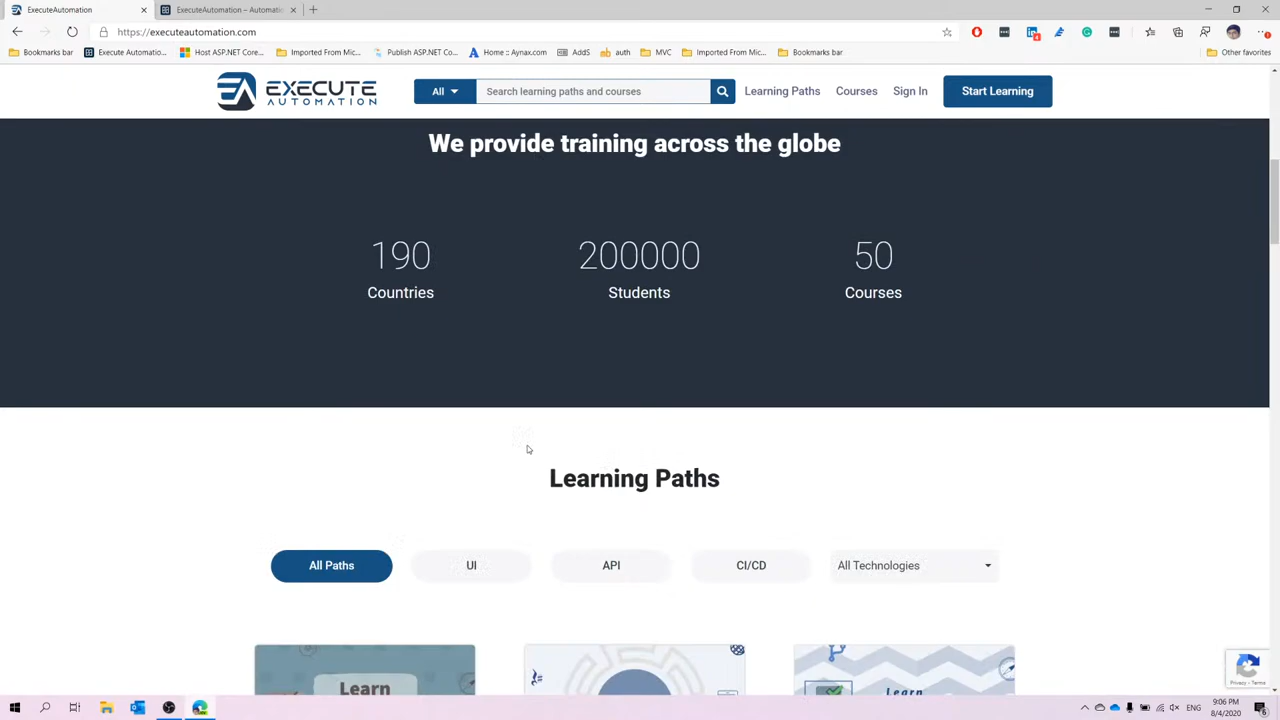 ExecuteAutomation
ExecuteAutomation – Automatio
https://executeautomation.com
Bookmarks bar
Execute Automatio...
Host ASP.NET Core...
Imported From Mic...
Publish ASP.NET Co...
Home :: Aynax.com
AddS
auth
MVC
Imported From Mic...
Bookmarks bar
Other favorites
EXECUTE
AUTOMATION
All
Search learning paths and courses
Learning Paths
Courses
Sign In
Start Learning
We provide training across the globe
190
200000
50
Countries
Students
Courses
Learning Paths
All Paths
UI
API
CI/CD
All Technologies
Learn
Learn
Privacy - Terms
ENG
9:06 PM
8/4/2020